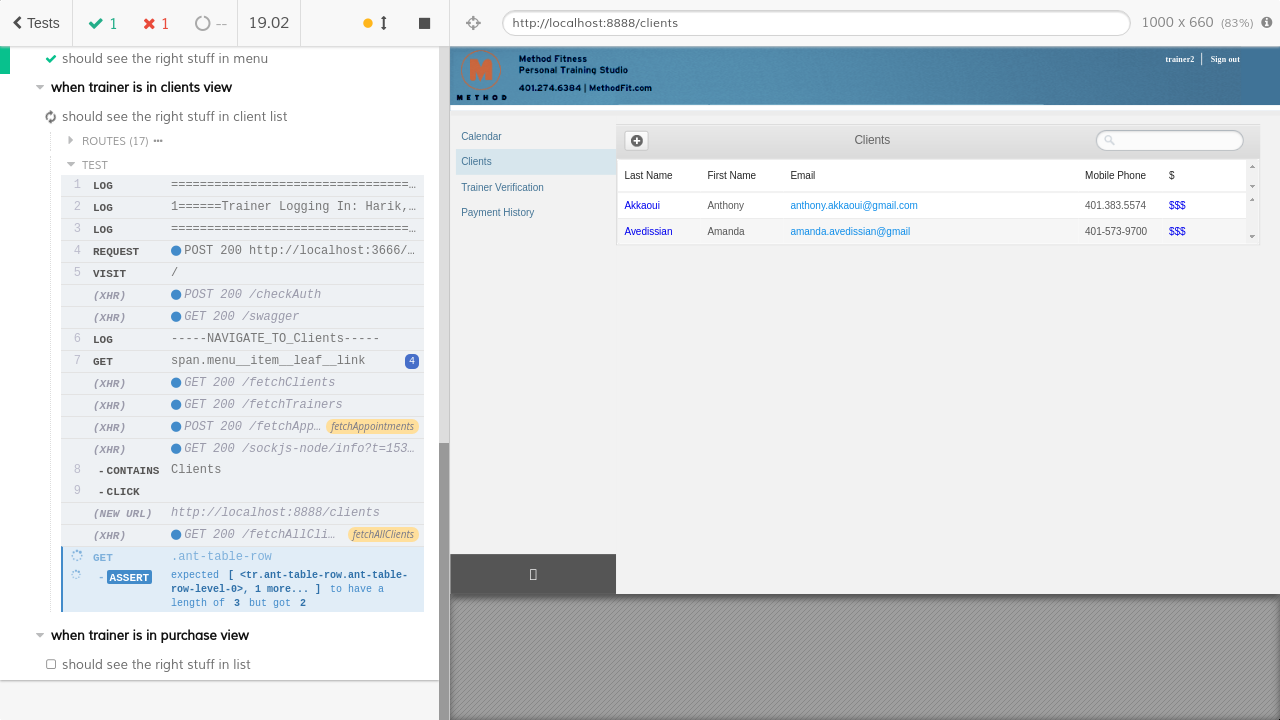 Tests
1
1
--
19.02
http://localhost:8888/clients
1000 x 660 (83%)
should see the right stuff in menu
when trainer is in clients view
should see the right stuff in client list
ROUTES (17)
TEST
1 LOG =================================…
2 LOG 1======Trainer Logging In: Harik,…
3 LOG =================================…
4 REQUEST POST 200 http://localhost:3666/…
5 VISIT /
(XHR) POST 200 /checkAuth
(XHR) GET 200 /swagger
6 LOG -----NAVIGATE_TO_Clients-----
7 GET span.menu__item__leaf__link 4
(XHR) GET 200 /fetchClients
(XHR) GET 200 /fetchTrainers
(XHR) POST 200 /fetchApp… fetchAppointments
(XHR) GET 200 /sockjs-node/info?t=153…
8 -CONTAINS Clients
9 -CLICK
(NEW URL) http://localhost:8888/clients
(XHR) GET 200 /fetchAllCli… fetchAllClients
GET .ant-table-row
-ASSERT expected [ <tr.ant-table-row.ant-table-
row-level-0>, 1 more... ] to have a
length of 3 but got 2
when trainer is in purchase view
should see the right stuff in list
M
METHOD
Method Fitness
Personal Training Studio
401.274.6384 | MethodFit.com
trainer2 | Sign out
Calendar
Clients
Trainer Verification
Payment History
Clients
Last Name First Name Email Mobile Phone $
Akkaoui Anthony anthony.akkaoui@gmail.com 401.383.5574 $$$
Avedissian Amanda amanda.avedissian@gmail 401-573-9700 $$$